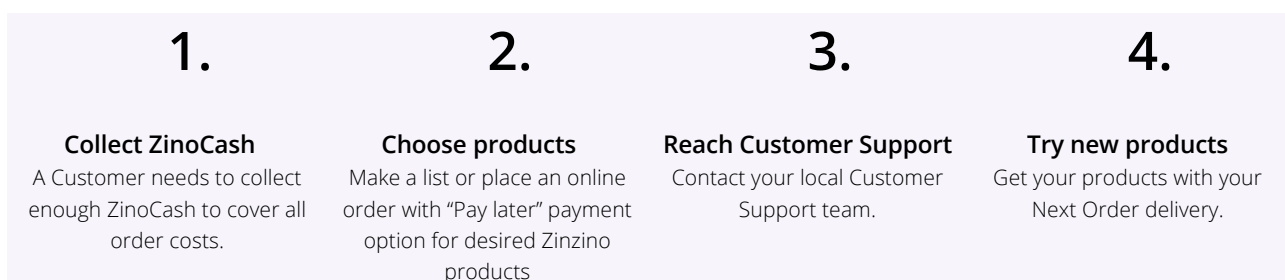 1.
Collect ZinoCash
A Customer needs to collect
enough ZinoCash to cover all
order costs.
2.
Choose products
Make a list or place an online
order with “Pay later” payment
option for desired Zinzino
products
3.
Reach Customer Support
Contact your local Customer
Support team.
4.
Try new products
Get your products with your
Next Order delivery.